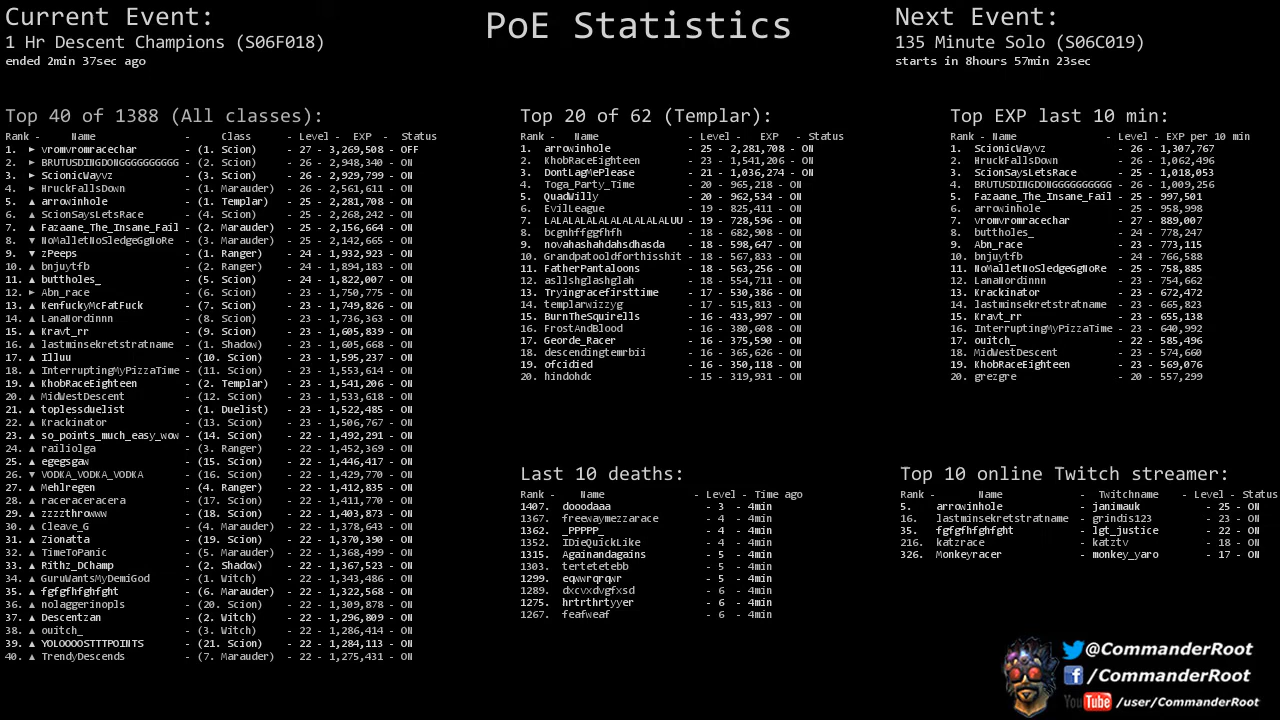 Current Event:
1 Hr Descent Champions (S06F018)
ended 2min 37sec ago
PoE Statistics
Next Event:
135 Minute Solo (S06C019)
starts in 8hours 57min 23sec
Top 40 of 1388 (All classes):
Rank - Name - Class - Level - EXP - Status
1. ► vromvromracechar - (1. Scion) - 27 - 3,269,508 - OFF
2. ► BRUTUSDINGDONGGGGGGGGGG - (2. Scion) - 26 - 2,948,340 - ON
3. ► ScionicWayvz - (3. Scion) - 26 - 2,929,799 - ON
4. ► HruckFallsDown - (1. Marauder) - 26 - 2,561,611 - ON
5. ▲ arrowinhole - (1. Templar) - 25 - 2,281,708 - ON
6. ▲ ScionSaysLetsRace - (4. Scion) - 25 - 2,268,242 - ON
7. ▲ Fazaane_The_Insane_Fail - (2. Marauder) - 25 - 2,156,664 - ON
8. ▼ NoMalletNoSledgeGgNoRe - (3. Marauder) - 25 - 2,142,665 - ON
9. ▼ zPeeps - (1. Ranger) - 24 - 1,932,923 - ON
10. ▲ bnjuytfb - (2. Ranger) - 24 - 1,894,183 - ON
11. ▲ buttholes_ - (5. Scion) - 24 - 1,822,007 - ON
12. ► Abn_race - (6. Scion) - 23 - 1,750,775 - ON
13. ▲ KenfuckyMcFatFuck - (7. Scion) - 23 - 1,749,826 - ON
14. ▲ LanaNordinnn - (8. Scion) - 23 - 1,736,363 - ON
15. ▲ Kravt_rr - (9. Scion) - 23 - 1,605,839 - ON
16. ▲ lastminsekretstratname - (1. Shadow) - 23 - 1,605,668 - ON
17. ▲ Illuu - (10. Scion) - 23 - 1,595,237 - ON
18. ▲ InterruptingMyPizzaTime - (11. Scion) - 23 - 1,553,614 - ON
19. ▲ KhobRaceEighteen - (2. Templar) - 23 - 1,541,206 - ON
20. ▲ MidWestDescent - (12. Scion) - 23 - 1,533,618 - ON
21. ▲ toplessduelist - (1. Duelist) - 23 - 1,522,485 - ON
22. ▲ Krackinator - (13. Scion) - 23 - 1,506,767 - ON
23. ▲ so_points_much_easy_wow - (14. Scion) - 22 - 1,492,291 - ON
24. ▲ railiolga - (3. Ranger) - 22 - 1,452,369 - ON
25. ▲ egegsgaw - (15. Scion) - 22 - 1,446,417 - ON
26. ▼ VODKA_VODKA_VODKA - (16. Scion) - 22 - 1,429,770 - ON
27. ▲ Mehlregen - (4. Ranger) - 22 - 1,412,835 - ON
28. ▲ raceraceracera - (17. Scion) - 22 - 1,411,770 - ON
29. ▲ zzzzthrowww - (18. Scion) - 22 - 1,403,873 - ON
30. ▲ Cleave_G - (4. Marauder) - 22 - 1,378,643 - ON
31. ▲ Zionatta - (19. Scion) - 22 - 1,370,390 - ON
32. ▲ TimeToPanic - (5. Marauder) - 22 - 1,368,499 - ON
33. ▲ Rithz_DChamp - (2. Shadow) - 22 - 1,367,523 - ON
34. ▲ GuruWantsMyDemiGod - (1. Witch) - 22 - 1,343,486 - ON
35. ▲ fgfgfhfghfght - (6. Marauder) - 22 - 1,322,568 - ON
36. ▲ nolaggerinopls - (20. Scion) - 22 - 1,309,878 - ON
37. ▲ Descentzan - (2. Witch) - 22 - 1,296,809 - ON
38. ▲ ouitch_ - (3. Witch) - 22 - 1,286,414 - ON
39. ▲ YOLOOOOSTTTPOINTS - (21. Scion) - 22 - 1,284,113 - ON
40. ▲ TrendyDescends - (7. Marauder) - 22 - 1,275,431 - ON
Top 20 of 62 (Templar):
Rank - Name - Level - EXP - Status
1. arrowinhole - 25 - 2,281,708 - ON
2. KhobRaceEighteen - 23 - 1,541,206 - ON
3. DontLagMePlease - 21 - 1,036,274 - ON
4. Toga_Party_Time - 20 - 965,218 - ON
5. QuadWilly - 20 - 962,534 - ON
6. EvilLeague - 19 - 825,411 - ON
7. LALALALALALALALALALALUU - 19 - 728,596 - ON
8. bcgnhffggfhfh - 18 - 682,908 - ON
9. novahashahdahsdhasda - 18 - 598,647 - ON
10. Grandpatooldforthisshit - 18 - 567,833 - ON
11. FatherPantaloons - 18 - 563,256 - ON
12. asllshglashglah - 18 - 554,711 - ON
13. Tryingracefirsttime - 17 - 530,386 - ON
14. templarwizzyg - 17 - 515,813 - ON
15. BurnTheSquirells - 16 - 433,997 - ON
16. FrostAndBlood - 16 - 380,608 - ON
17. Georde_Racer - 16 - 375,590 - ON
18. descendingtemrbii - 16 - 365,626 - ON
19. ofcidied - 16 - 350,118 - ON
20. hindohdc - 15 - 319,931 - ON
Top EXP last 10 min:
Rank - Name - Level - EXP per 10 min
1. ScionicWayvz - 26 - 1,307,767
2. HruckFallsDown - 26 - 1,062,496
3. ScionSaysLetsRace - 25 - 1,018,053
4. BRUTUSDINGDONGGGGGGGGGG - 26 - 1,009,256
5. Fazaane_The_Insane_Fail - 25 - 997,501
6. arrowinhole - 25 - 958,998
7. vromvromracechar - 27 - 889,007
8. buttholes_ - 24 - 778,247
9. Abn_race - 23 - 773,115
10. bnjuytfb - 24 - 766,588
11. NoMalletNoSledgeGgNoRe - 25 - 758,885
12. LanaNordinnn - 23 - 754,662
13. Krackinator - 23 - 672,472
14. lastminsekretstratname - 23 - 665,823
15. Kravt_rr - 23 - 655,138
16. InterruptingMyPizzaTime - 23 - 640,992
17. ouitch_ - 22 - 585,496
18. MidWestDescent - 23 - 574,660
19. KhobRaceEighteen - 23 - 569,076
20. grezgre - 20 - 557,299
Last 10 deaths:
Rank - Name - Level - Time ago
1407. dooodaaa - 3 - 4min
1367. freewaymezzarace - 4 - 4min
1362. _PPPPP_ - 4 - 4min
1352. IDieQuickLike - 4 - 4min
1315. Againandagains - 5 - 4min
1303. tertetetebb - 5 - 4min
1299. eqwwrqrqwr - 5 - 4min
1289. dxcvxdvgfxsd - 6 - 4min
1275. hrtrthrtyyer - 6 - 4min
1267. feafweaf - 6 - 4min
Top 10 online Twitch streamer:
Rank - Name - Twitchname - Level - Status
5. arrowinhole - janimauk - 25 - ON
16. lastminsekretstratname - grindis123 - 23 - ON
35. fgfgfhfghfght - lgt_justice - 22 - ON
216. katzrace - katztv - 18 - ON
326. Monkeyracer - monkey_yaro - 17 - ON
@CommanderRoot
/CommanderRoot
YouTube /user/CommanderRoot